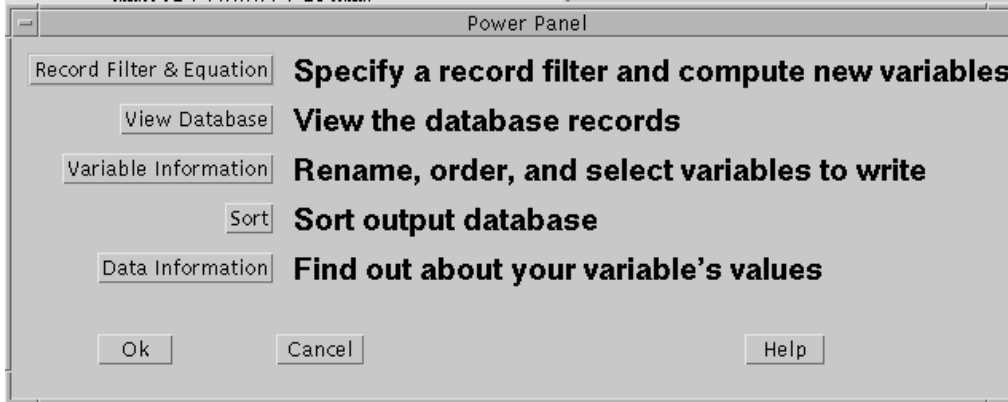 Power Panel
Record Filter & Equation Specify a record filter and compute new variables
View Database View the database records
Variable Information Rename, order, and select variables to write
Sort Sort output database
Data Information Find out about your variable's values
Ok Cancel Help